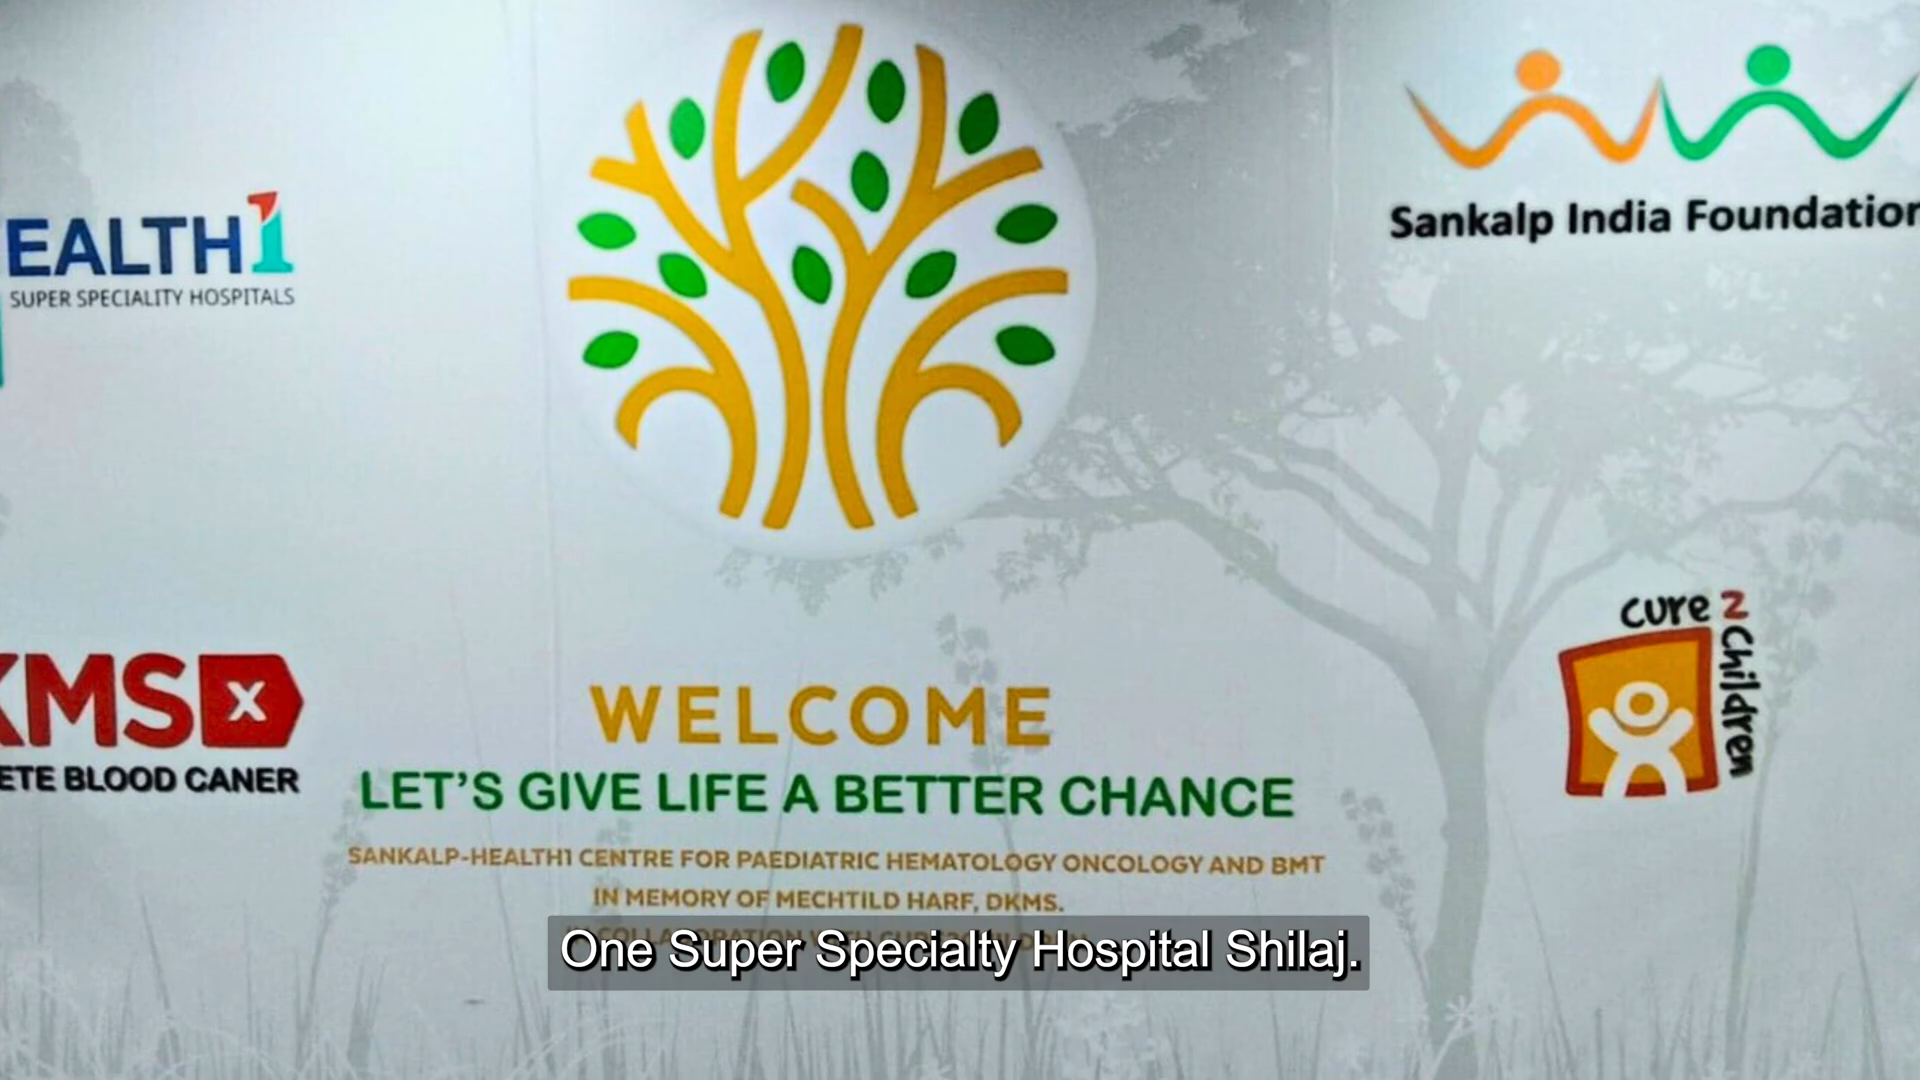 EALTH1
SUPER SPECIALITY HOSPITALS
Sankalp India Foundation
KMS
x
ETE BLOOD CANER
cure 2
children
WELCOME
LET'S GIVE LIFE A BETTER CHANCE
SANKALP-HEALTH1 CENTRE FOR PAEDIATRIC HEMATOLOGY ONCOLOGY AND BMT
IN MEMORY OF MECHTILD HARF, DKMS.
One Super Specialty Hospital Shilaj.